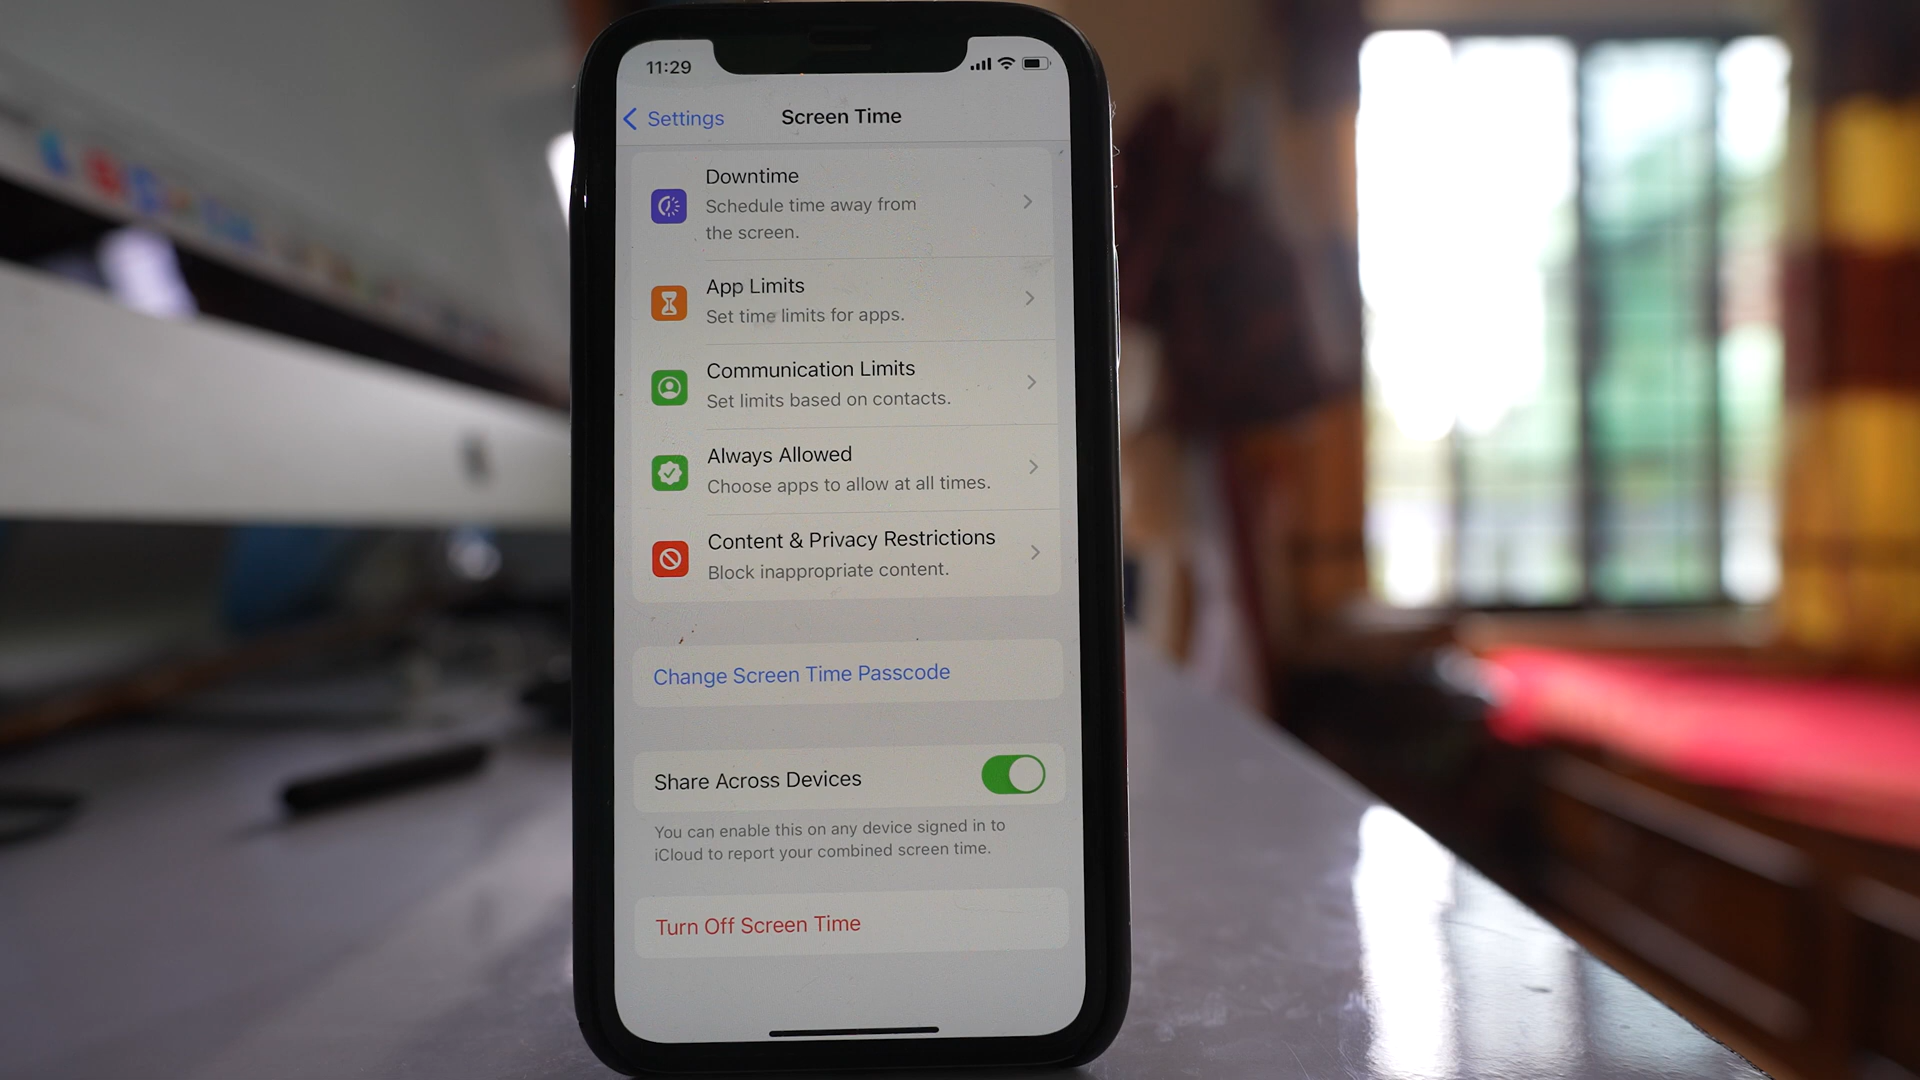 11:29
Settings
Screen Time
Downtime
Schedule time away from
the screen.
App Limits
Set time limits for apps.
Communication Limits
Set limits based on contacts.
Always Allowed
Choose apps to allow at all times.
Content & Privacy Restrictions
Block inappropriate content.
Change Screen Time Passcode
Share Across Devices
You can enable this on any device signed in to
iCloud to report your combined screen time.
Turn Off Screen Time